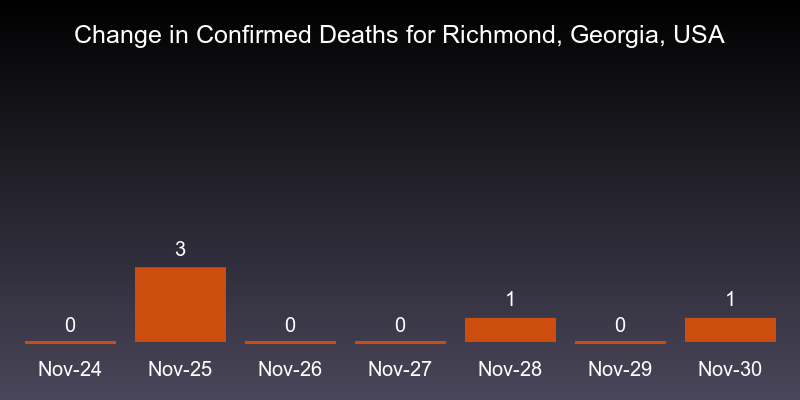 Change in Confirmed Deaths for Richmond, Georgia, USA
0 3 0 0 1 0 1
Nov-24 Nov-25 Nov-26 Nov-27 Nov-28 Nov-29 Nov-30